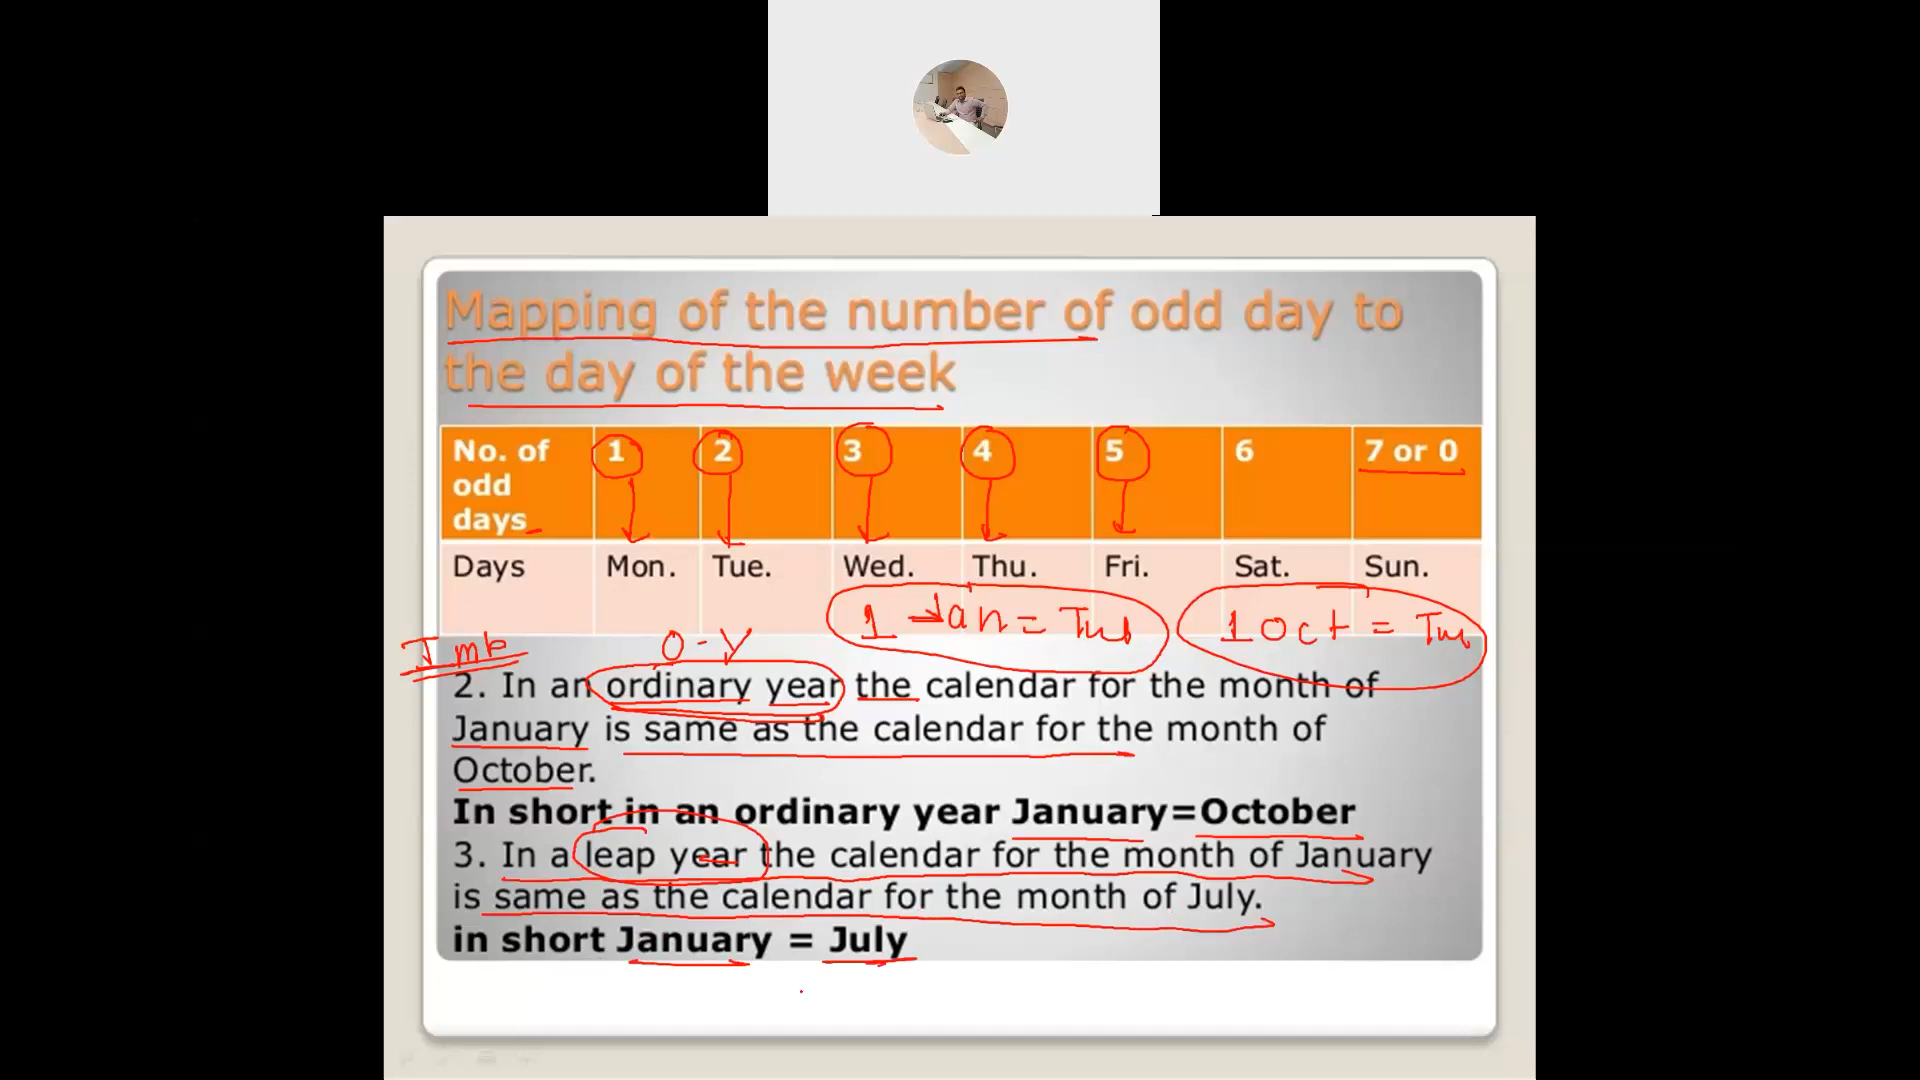 Mapping of the number of odd day to
the day of the week
No. of odd days 1 2 3 4 5 6 7 or 0
Days Mon. Tue. Wed. Thu. Fri. Sat. Sun.
1 Jan = Tue 1 Oct = Tue
Imp O-Y
2. In an ordinary year the calendar for the month of
January is same as the calendar for the month of
October.
In short in an ordinary year January=October
3. In a leap year the calendar for the month of January
is same as the calendar for the month of July.
in short January = July